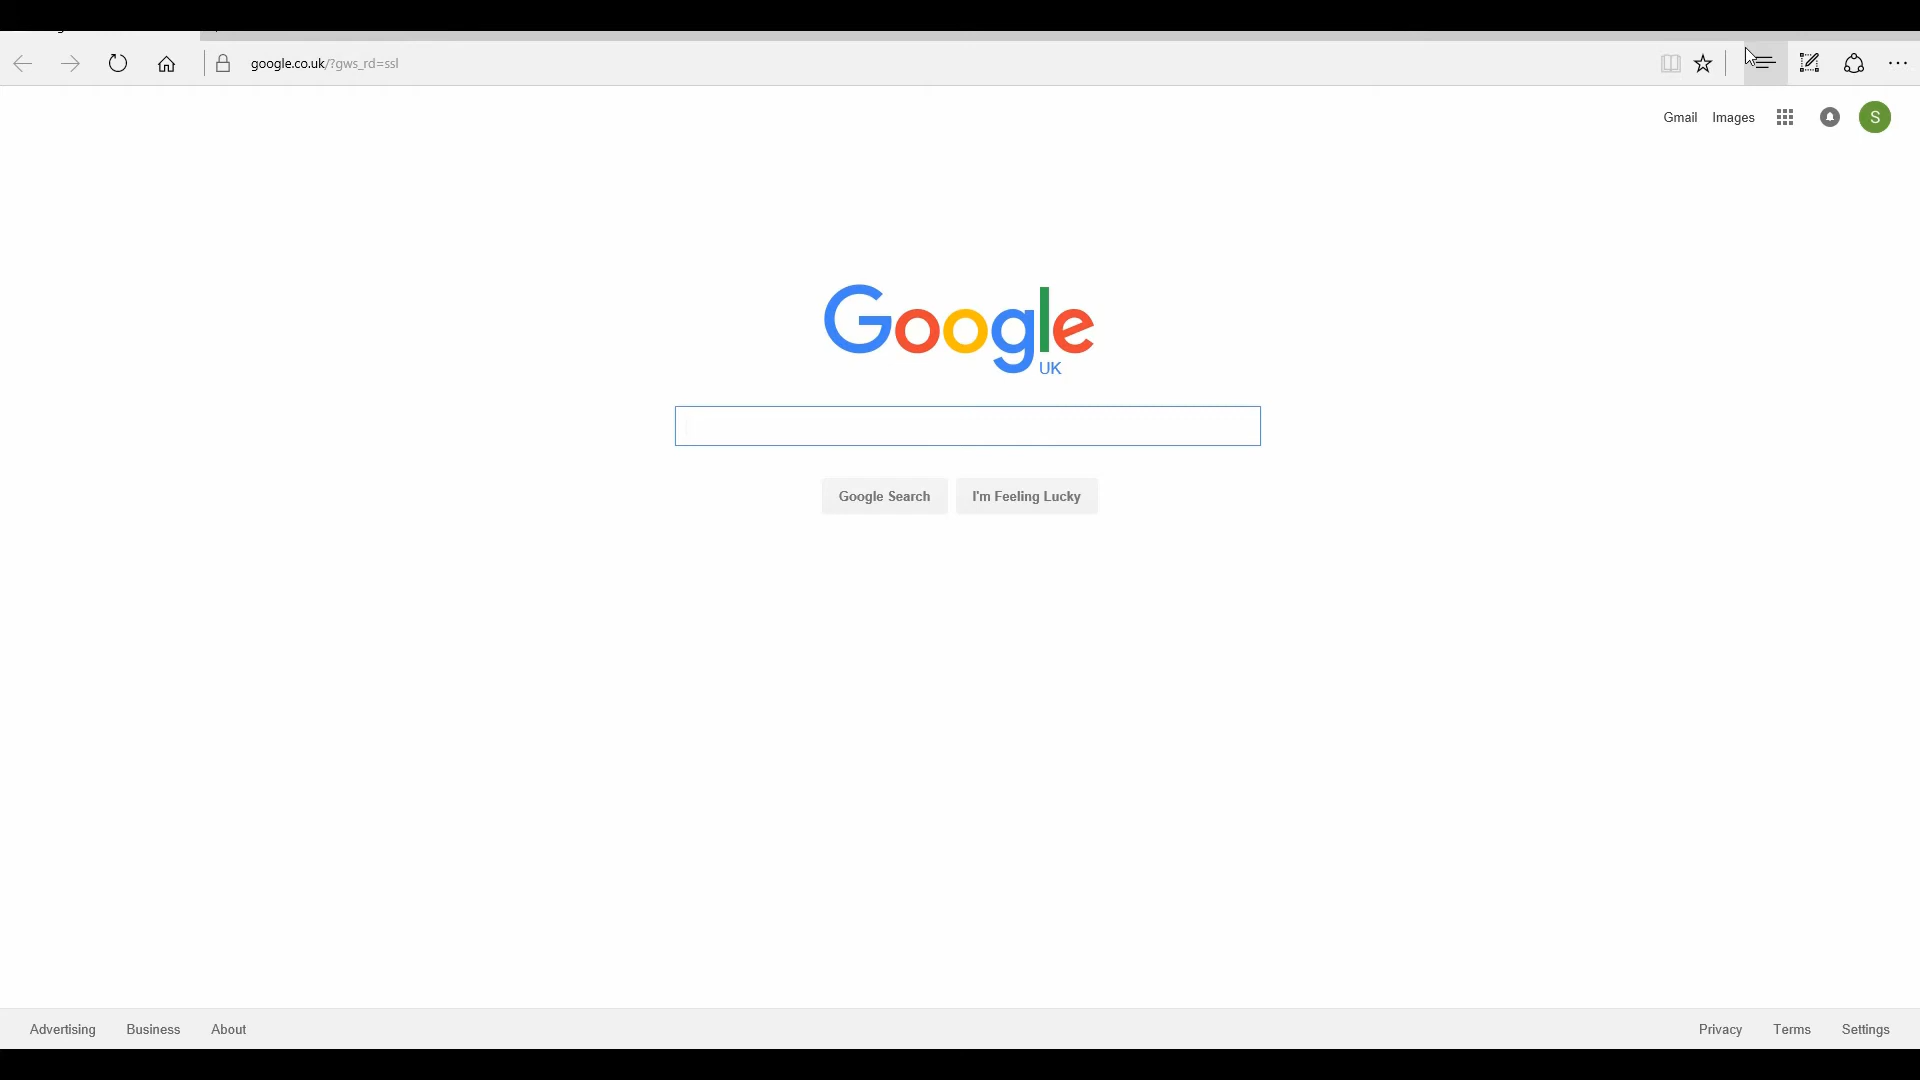 google.co.uk/?gws_rd=ssl
Gmail Images S
Google
UK
Google Search I'm Feeling Lucky
Advertising Business About Privacy Terms Settings